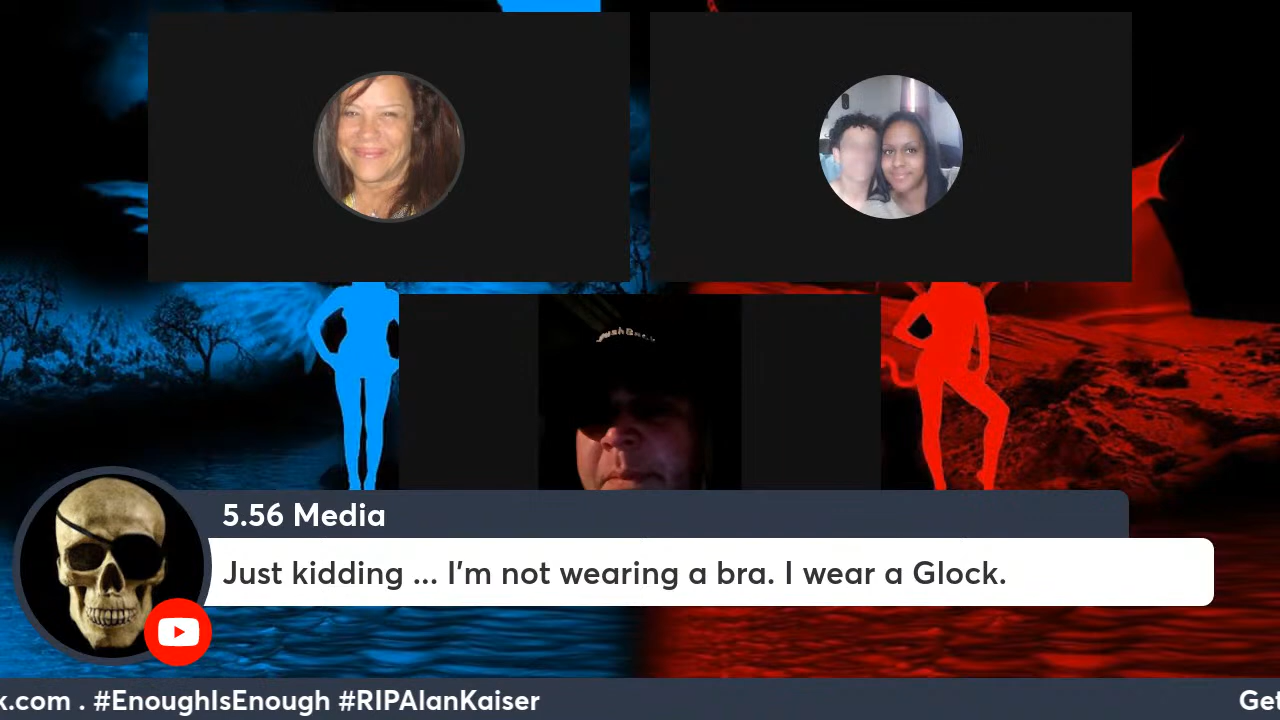 5.56 Media
Just kidding ... I'm not wearing a bra. I wear a Glock.
k.com . #EnoughIsEnough #RIPAlanKaiser
Get